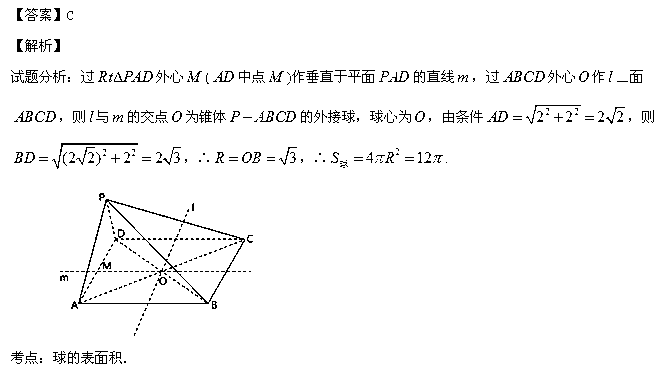 【答案】C
【解析】
试题分析：过 RtΔPAD 外心 M ( AD 中点 M )作垂直于平面 PAD 的直线 m，过 ABCD 外心 O 作 l ⊥面
ABCD，则 l 与 m 的交点 O 为锥体 P－ABCD 的外接球，球心为 O，由条件 AD = √(2²+2²) = 2√2，则
BD = √((2√2)²+2²) = 2√3，∴ R = OB = √3，∴ S球 = 4πR² = 12π.
P
l
D
C
M
m
O
A
B
考点：球的表面积.